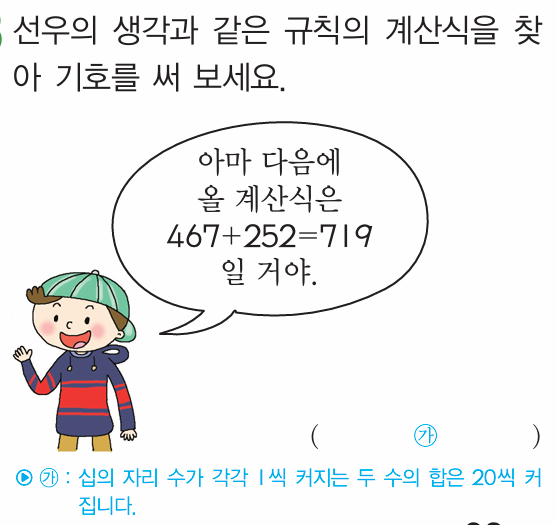 선우의 생각과 같은 규칙의 계산식을 찾
아 기호를 써 보세요.
아마 다음에
올 계산식은
467+252=719
일 거야.
( ㉮ )
▶ ㉮ : 십의 자리 수가 각각 1씩 커지는 두 수의 합은 20씩 커
집니다.